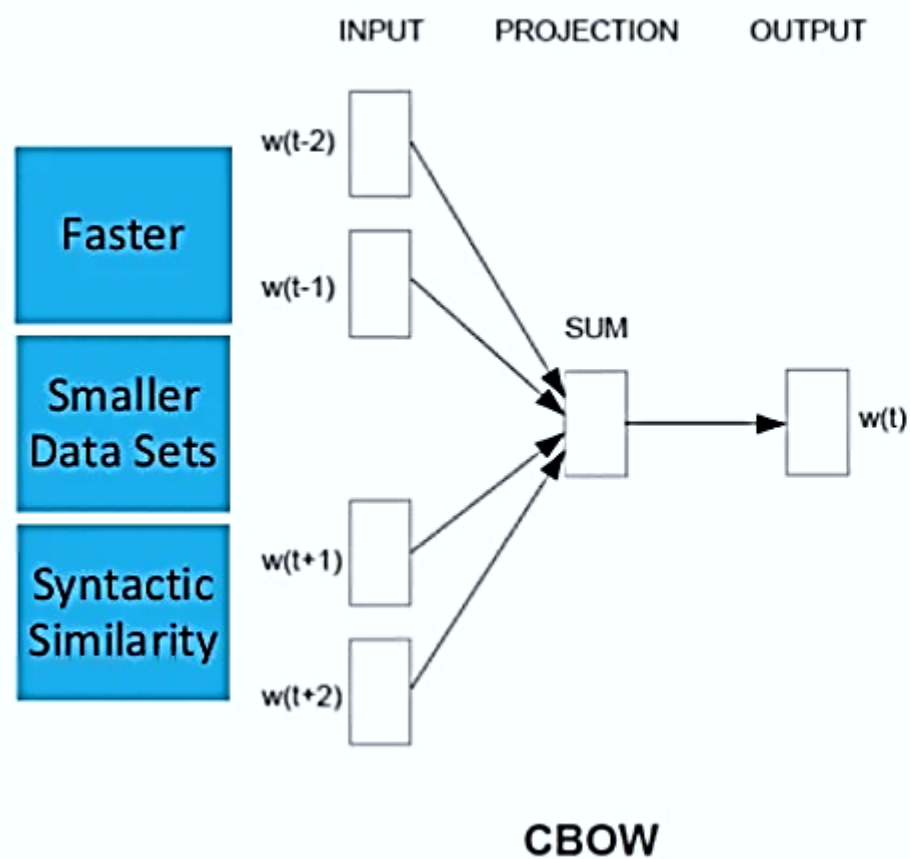 INPUT PROJECTION OUTPUT
w(t-2)
Faster
w(t-1)
SUM
Smaller
Data Sets
w(t)
w(t+1)
Syntactic
Similarity
w(t+2)
CBOW